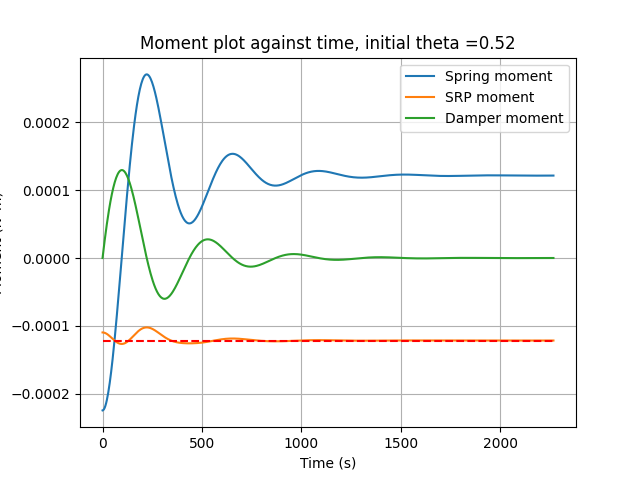 Moment plot against time, initial theta =0.52
Spring moment
SRP moment
Damper moment
0.0002
0.0001
0.0000
−0.0001
−0.0002
0 500 1000 1500 2000
Time (s)